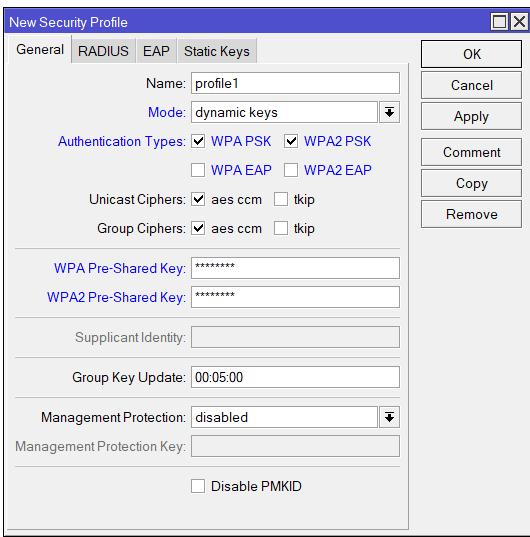 New Security Profile
General RADIUS EAP Static Keys
OK
Cancel
Apply
Comment
Copy
Remove
Name: profile1
Mode: dynamic keys
Authentication Types: WPA PSK WPA2 PSK
WPA EAP WPA2 EAP
Unicast Ciphers: aes ccm tkip
Group Ciphers: aes ccm tkip
WPA Pre-Shared Key: ********
WPA2 Pre-Shared Key: ********
Supplicant Identity:
Group Key Update: 00:05:00
Management Protection: disabled
Management Protection Key:
Disable PMKID